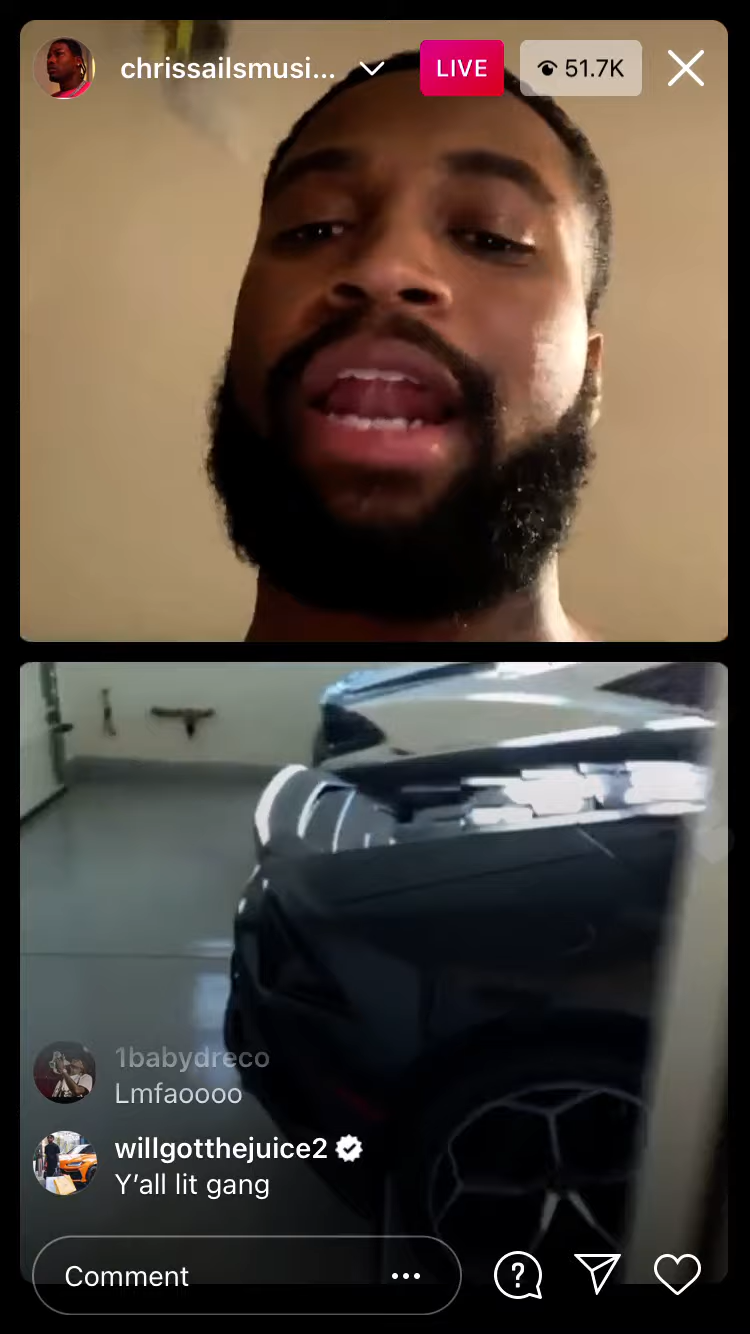 chrissailsmusi...
LIVE
51.7K
1babydreco
Lmfaoooo
willgotthejuice2
Y’all lit gang
Comment